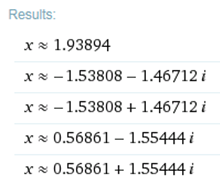 Results:
x ≈ 1.93894
x ≈ −1.53808 − 1.46712 i
x ≈ −1.53808 + 1.46712 i
x ≈ 0.56861 − 1.55444 i
x ≈ 0.56861 + 1.55444 i